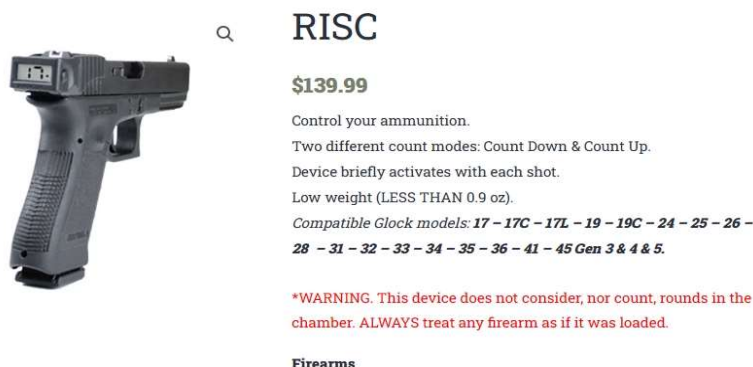 RISC
17
$139.99
Control your ammunition.
Two different count modes: Count Down & Count Up.
Device briefly activates with each shot.
Low weight (LESS THAN 0.9 oz).
Compatible Glock models: 17 – 17C – 17L – 19 – 19C – 24 – 25 – 26 –
28 – 31 – 32 – 33 – 34 – 35 – 36 – 41 – 45 Gen 3 & 4 & 5.
*WARNING. This device does not consider, nor count, rounds in the
chamber. ALWAYS treat any firearm as if it was loaded.
Firearms